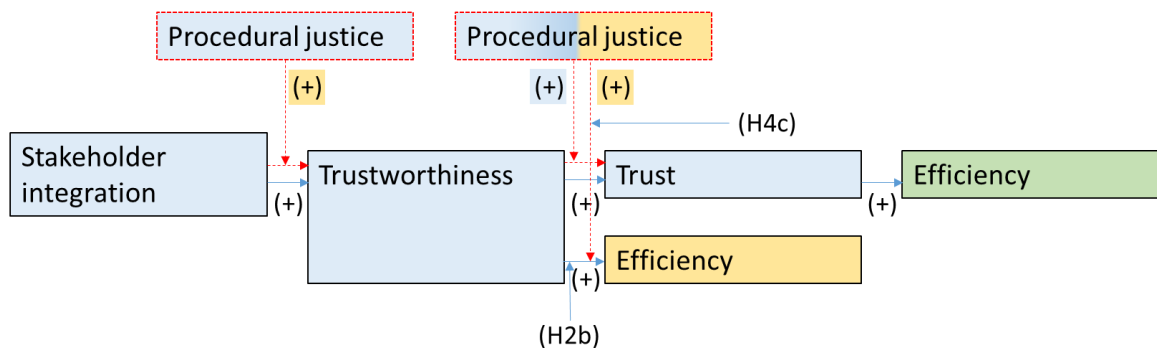 Procedural justice
Procedural justice
(+)
(+)
(+)
(H4c)
Stakeholder
integration
Trustworthiness
Trust
Efficiency
(+)
(+)
(+)
Efficiency
(+)
(H2b)